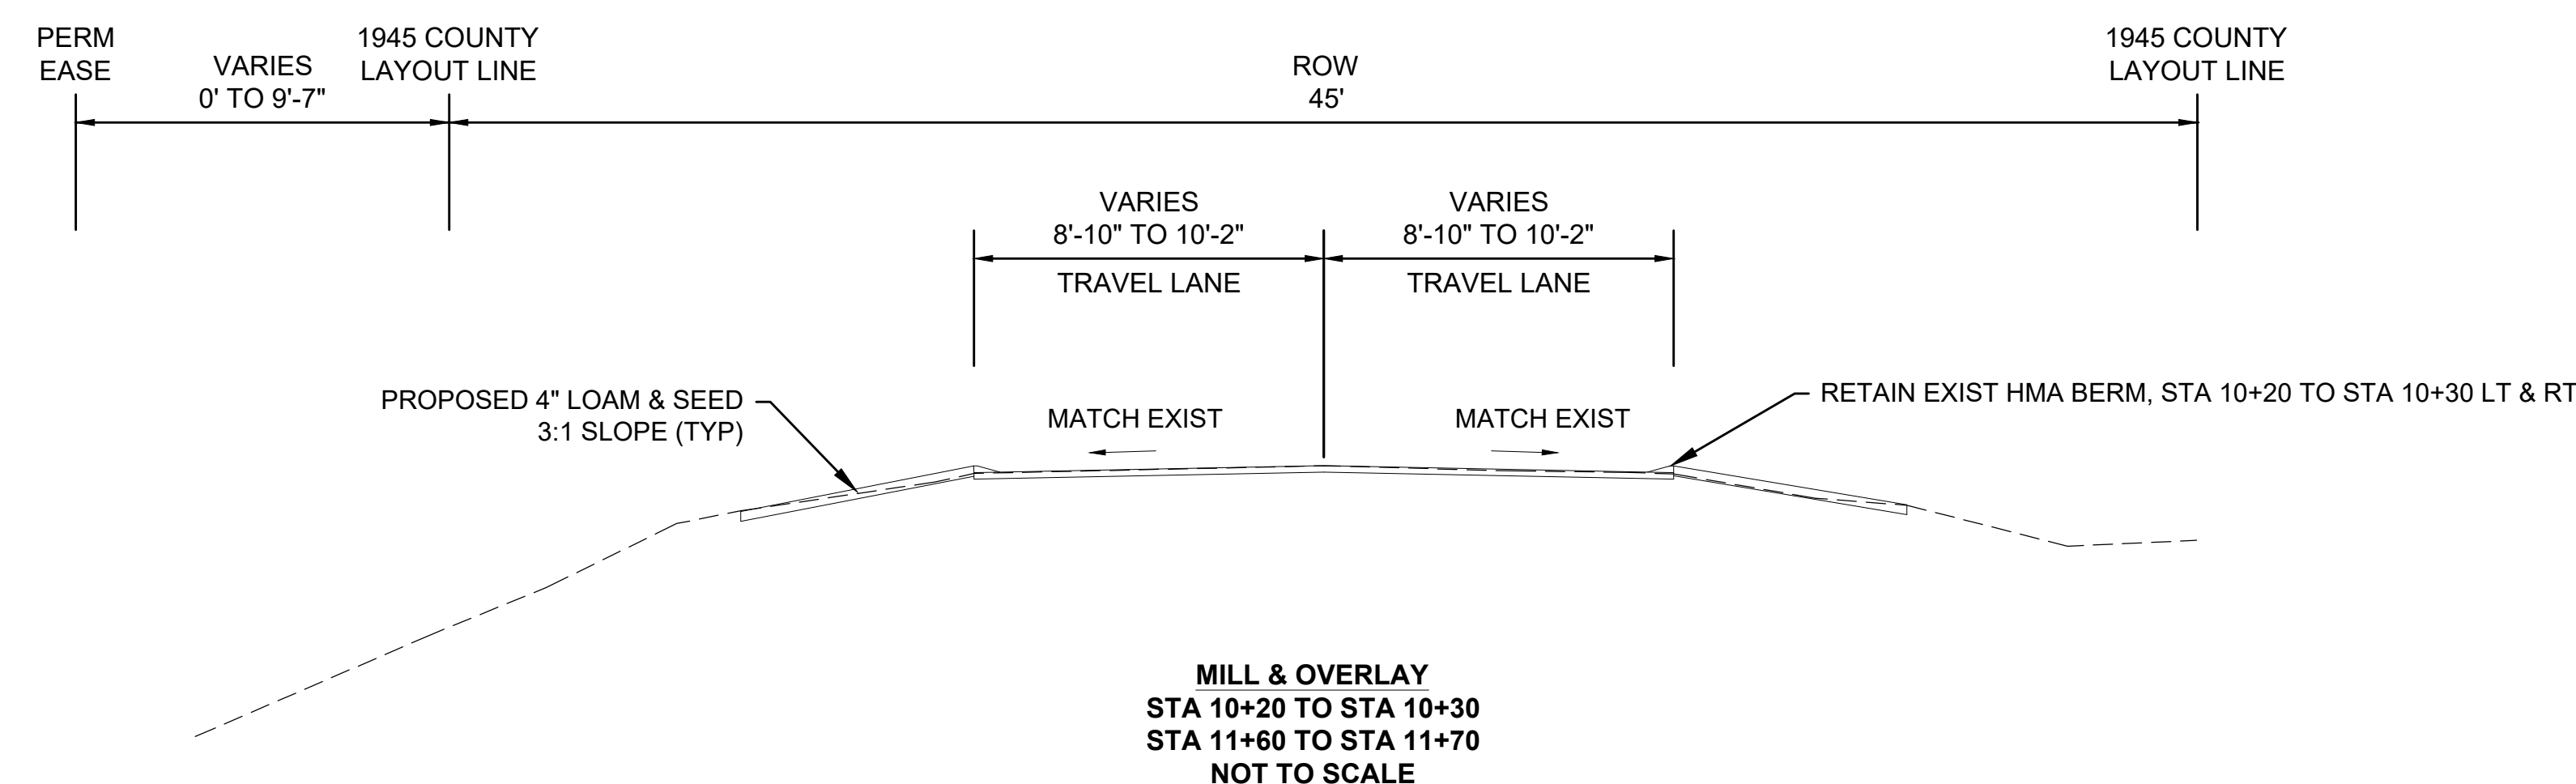 PERM
EASE
VARIES
0' TO 9'-7"
1945 COUNTY
LAYOUT LINE
ROW
45'
1945 COUNTY
LAYOUT LINE
VARIES
8'-10" TO 10'-2"
TRAVEL LANE
VARIES
8'-10" TO 10'-2"
TRAVEL LANE
PROPOSED 4" LOAM & SEED
3:1 SLOPE (TYP)
MATCH EXIST
MATCH EXIST
RETAIN EXIST HMA BERM, STA 10+20 TO STA 10+30 LT & RT
MILL & OVERLAY
STA 10+20 TO STA 10+30
STA 11+60 TO STA 11+70
NOT TO SCALE